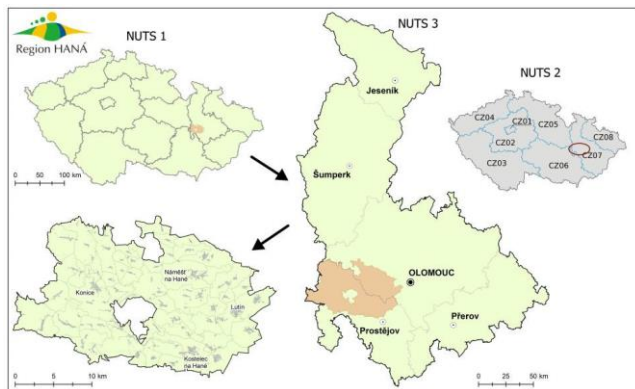 Region HANÁ
NUTS 1
0 50 100 km
NUTS 3
Jeseník
Šumperk
OLOMOUC
Prostějov
Přerov
0 25 50 km
NUTS 2
CZ04
CZ01
CZ05
CZ08
CZ02
CZ07
CZ03
CZ06
Náměšť
na Hané
Konice
Lutín
Kostelec
na Hané
0 5 10 km